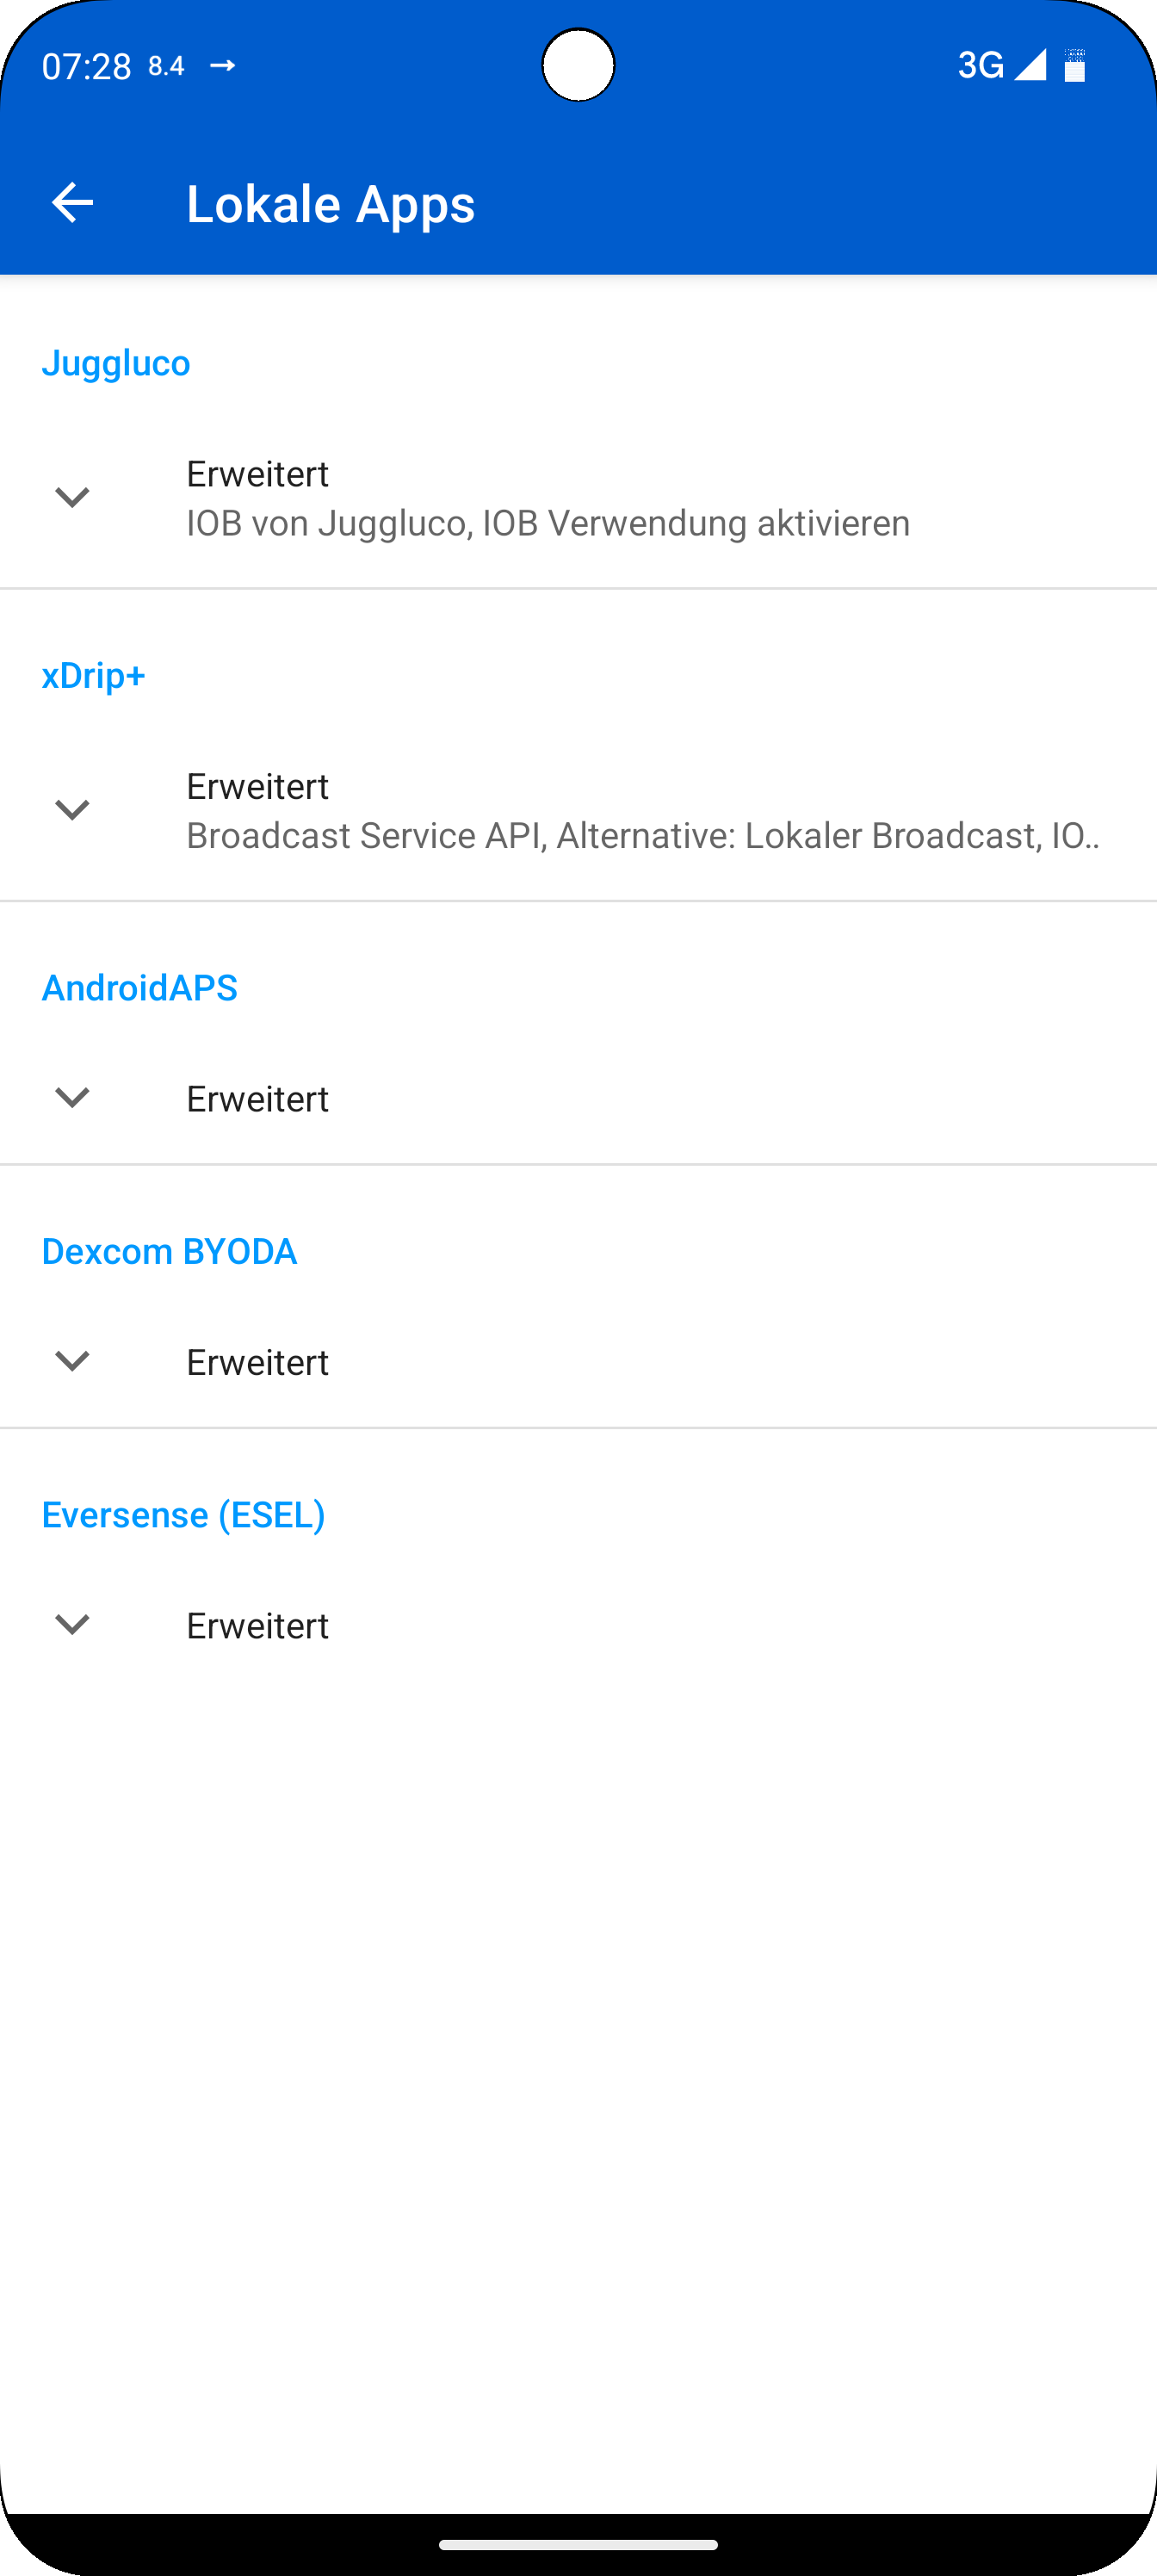 07:28 8.4 → 3G
Lokale Apps
Juggluco
Erweitert
IOB von Juggluco, IOB Verwendung aktivieren
xDrip+
Erweitert
Broadcast Service API, Alternative: Lokaler Broadcast, IO..
AndroidAPS
Erweitert
Dexcom BYODA
Erweitert
Eversense (ESEL)
Erweitert